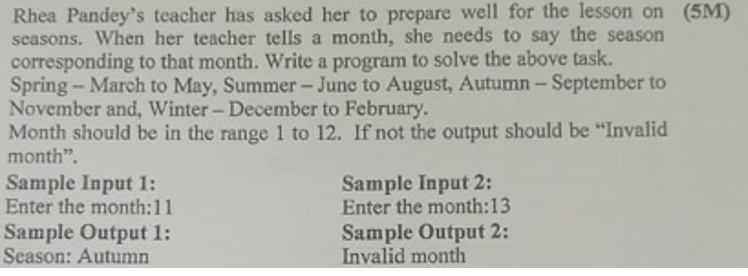 Rhea Pandey's teacher has asked her to prepare well for the lesson on (5M)
seasons. When her teacher tells a month, she needs to say the season
corresponding to that month. Write a program to solve the above task.
Spring – March to May, Summer – June to August, Autumn – September to
November and, Winter – December to February.
Month should be in the range 1 to 12. If not the output should be “Invalid
month”.
Sample Input 1: Sample Input 2:
Enter the month:11 Enter the month:13
Sample Output 1: Sample Output 2:
Season: Autumn Invalid month